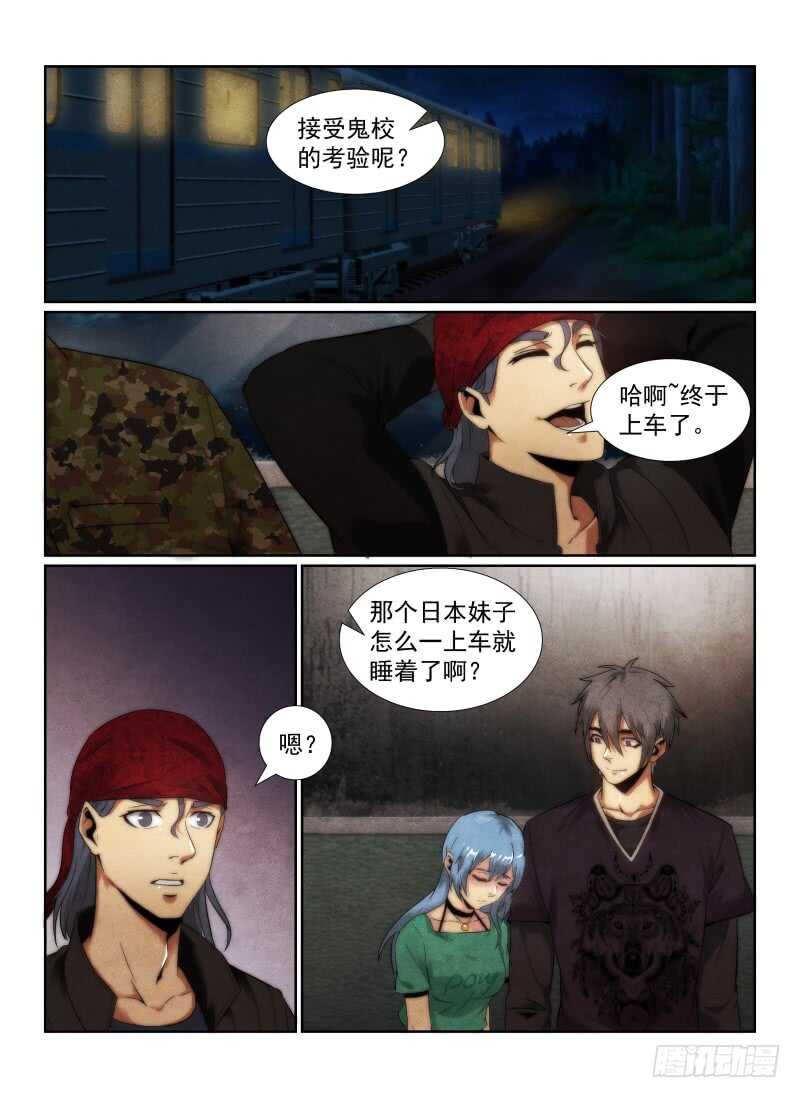 接受鬼校
的考验呢？
哈啊~终于
上车了。
那个日本妹子
怎么一上车就
睡着了啊？
嗯？
pow
腾讯动漫